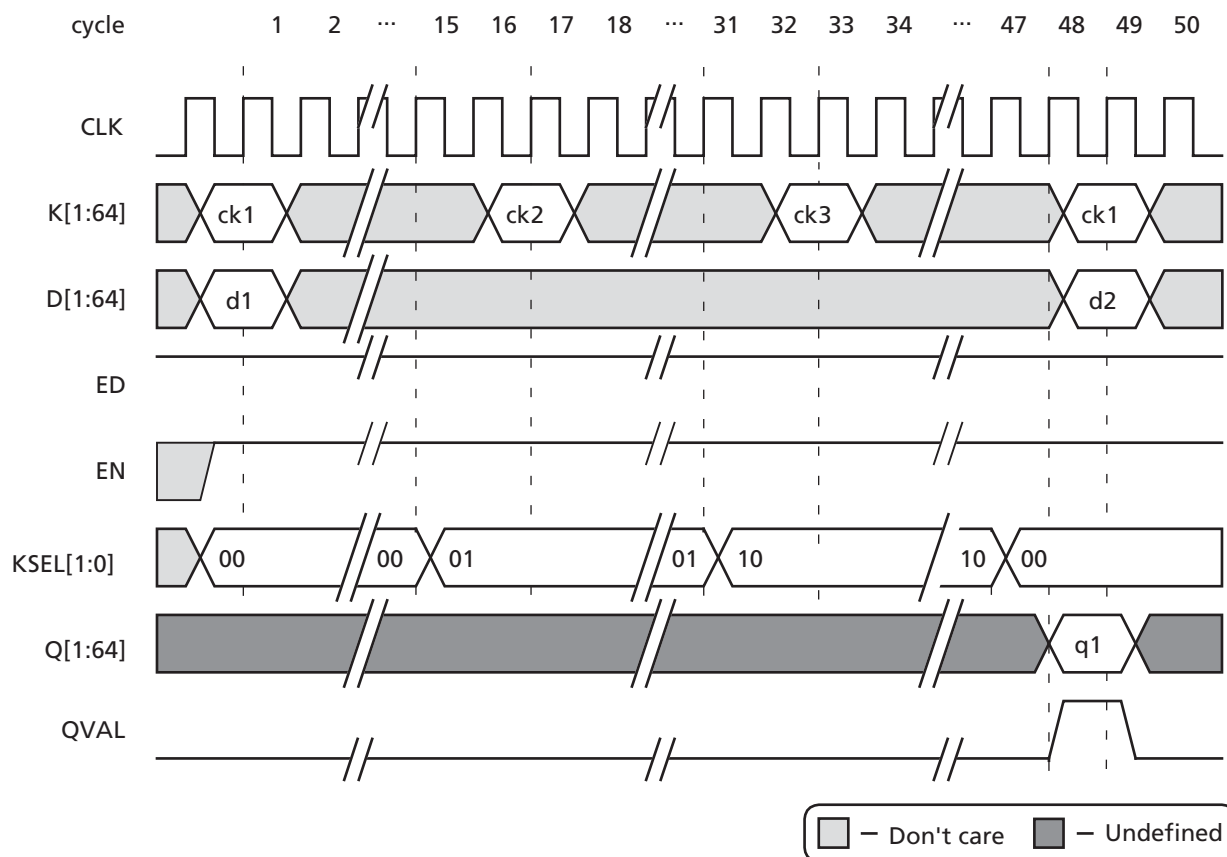 cycle 1 2 ... 15 16 17 18 ... 31 32 33 34 ... 47 48 49 50
CLK
K[1:64] ck1 ck2 ck3 ck1
D[1:64] d1 d2
ED
EN
KSEL[1:0] 00 00 01 01 10 10 00
Q[1:64] q1
QVAL
– Don't care – Undefined